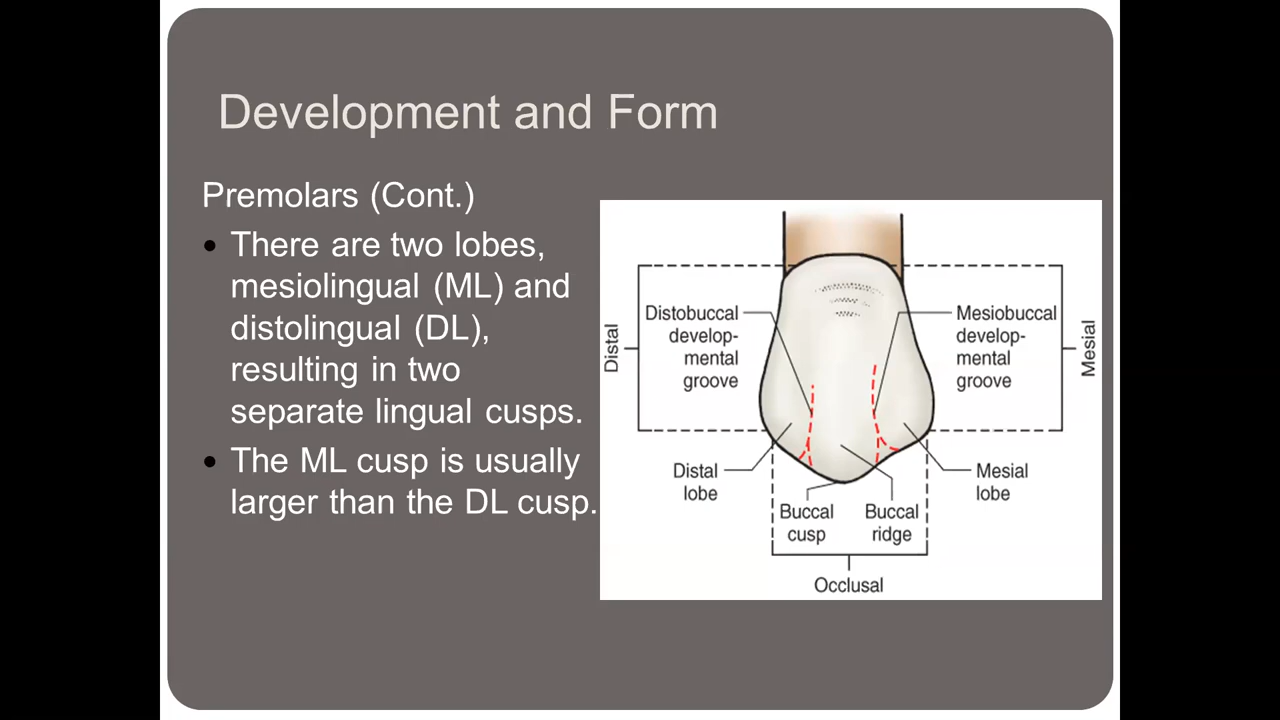 Development and Form
Premolars (Cont.)
• There are two lobes,
mesiolingual (ML) and
distolingual (DL),
resulting in two
separate lingual cusps.
• The ML cusp is usually
larger than the DL cusp.
Distal
Distobuccal
develop-
mental
groove
Mesiobuccal
develop-
mental
groove
Mesial
Distal
lobe
Buccal
cusp
Buccal
ridge
Mesial
lobe
Occlusal